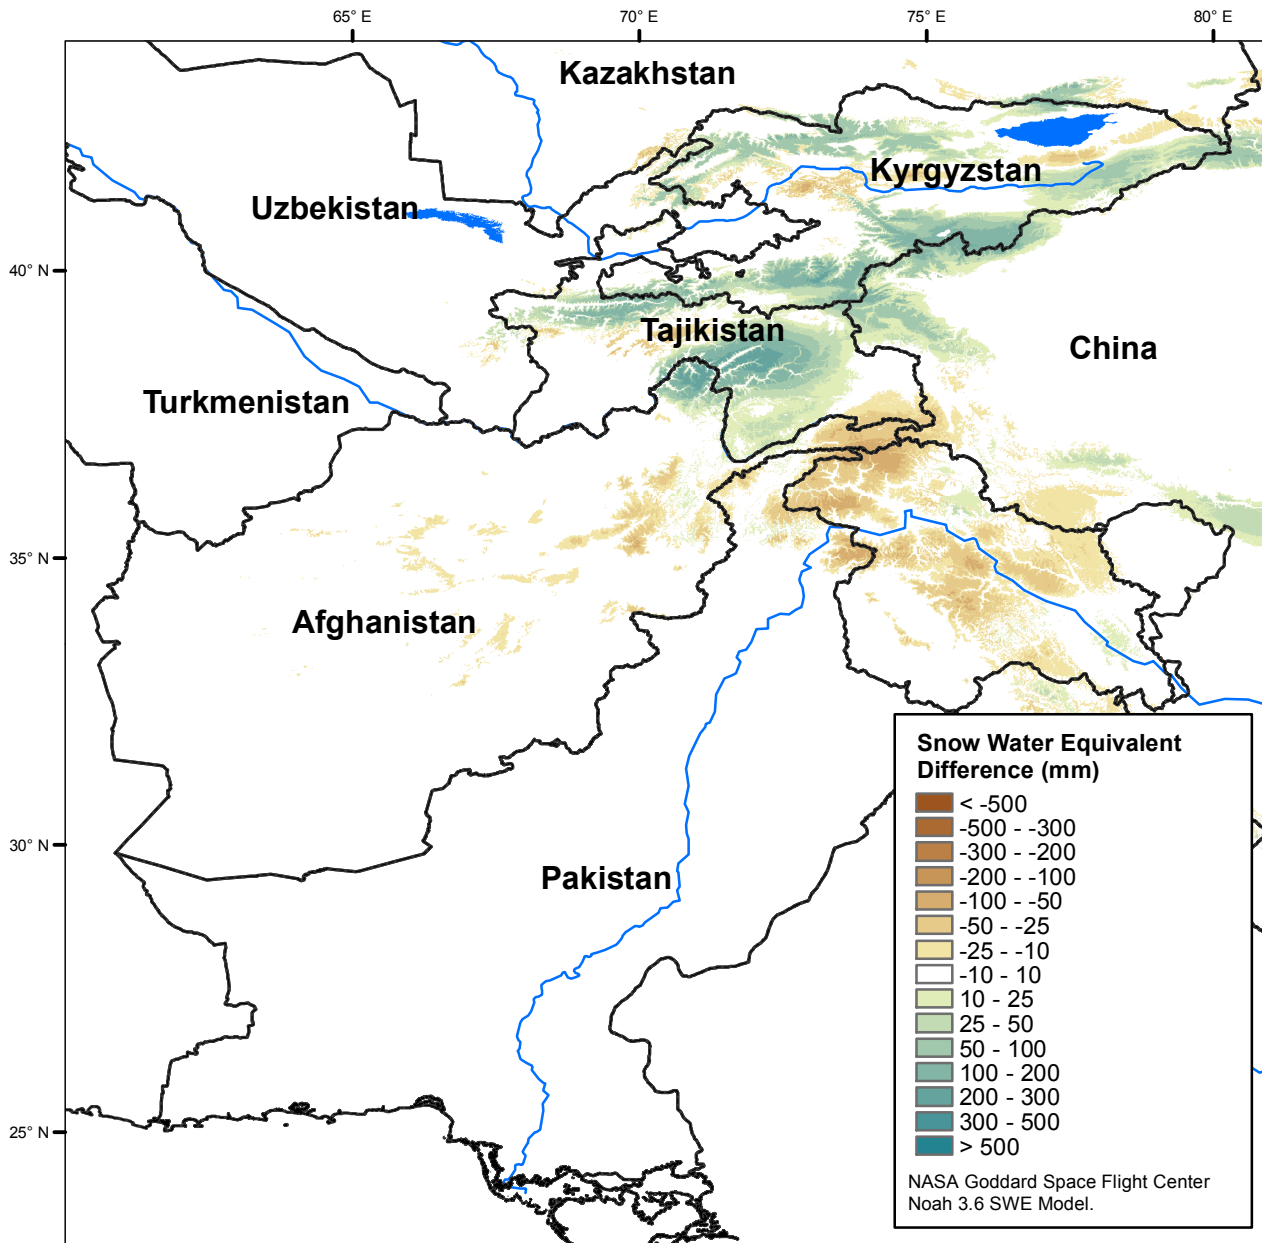 65° E
70° E
75° E
80° E
Kazakhstan
Kyrgyzstan
Uzbekistan
40° N
Tajikistan
China
Turkmenistan
35° N
Afghanistan
30° N
Pakistan
25° N
Snow Water Equivalent
Difference (mm)
< -500
-500 - -300
-300 - -200
-200 - -100
-100 - -50
-50 - -25
-25 - -10
-10 - 10
10 - 25
25 - 50
50 - 100
100 - 200
200 - 300
300 - 500
> 500
NASA Goddard Space Flight Center
Noah 3.6 SWE Model.